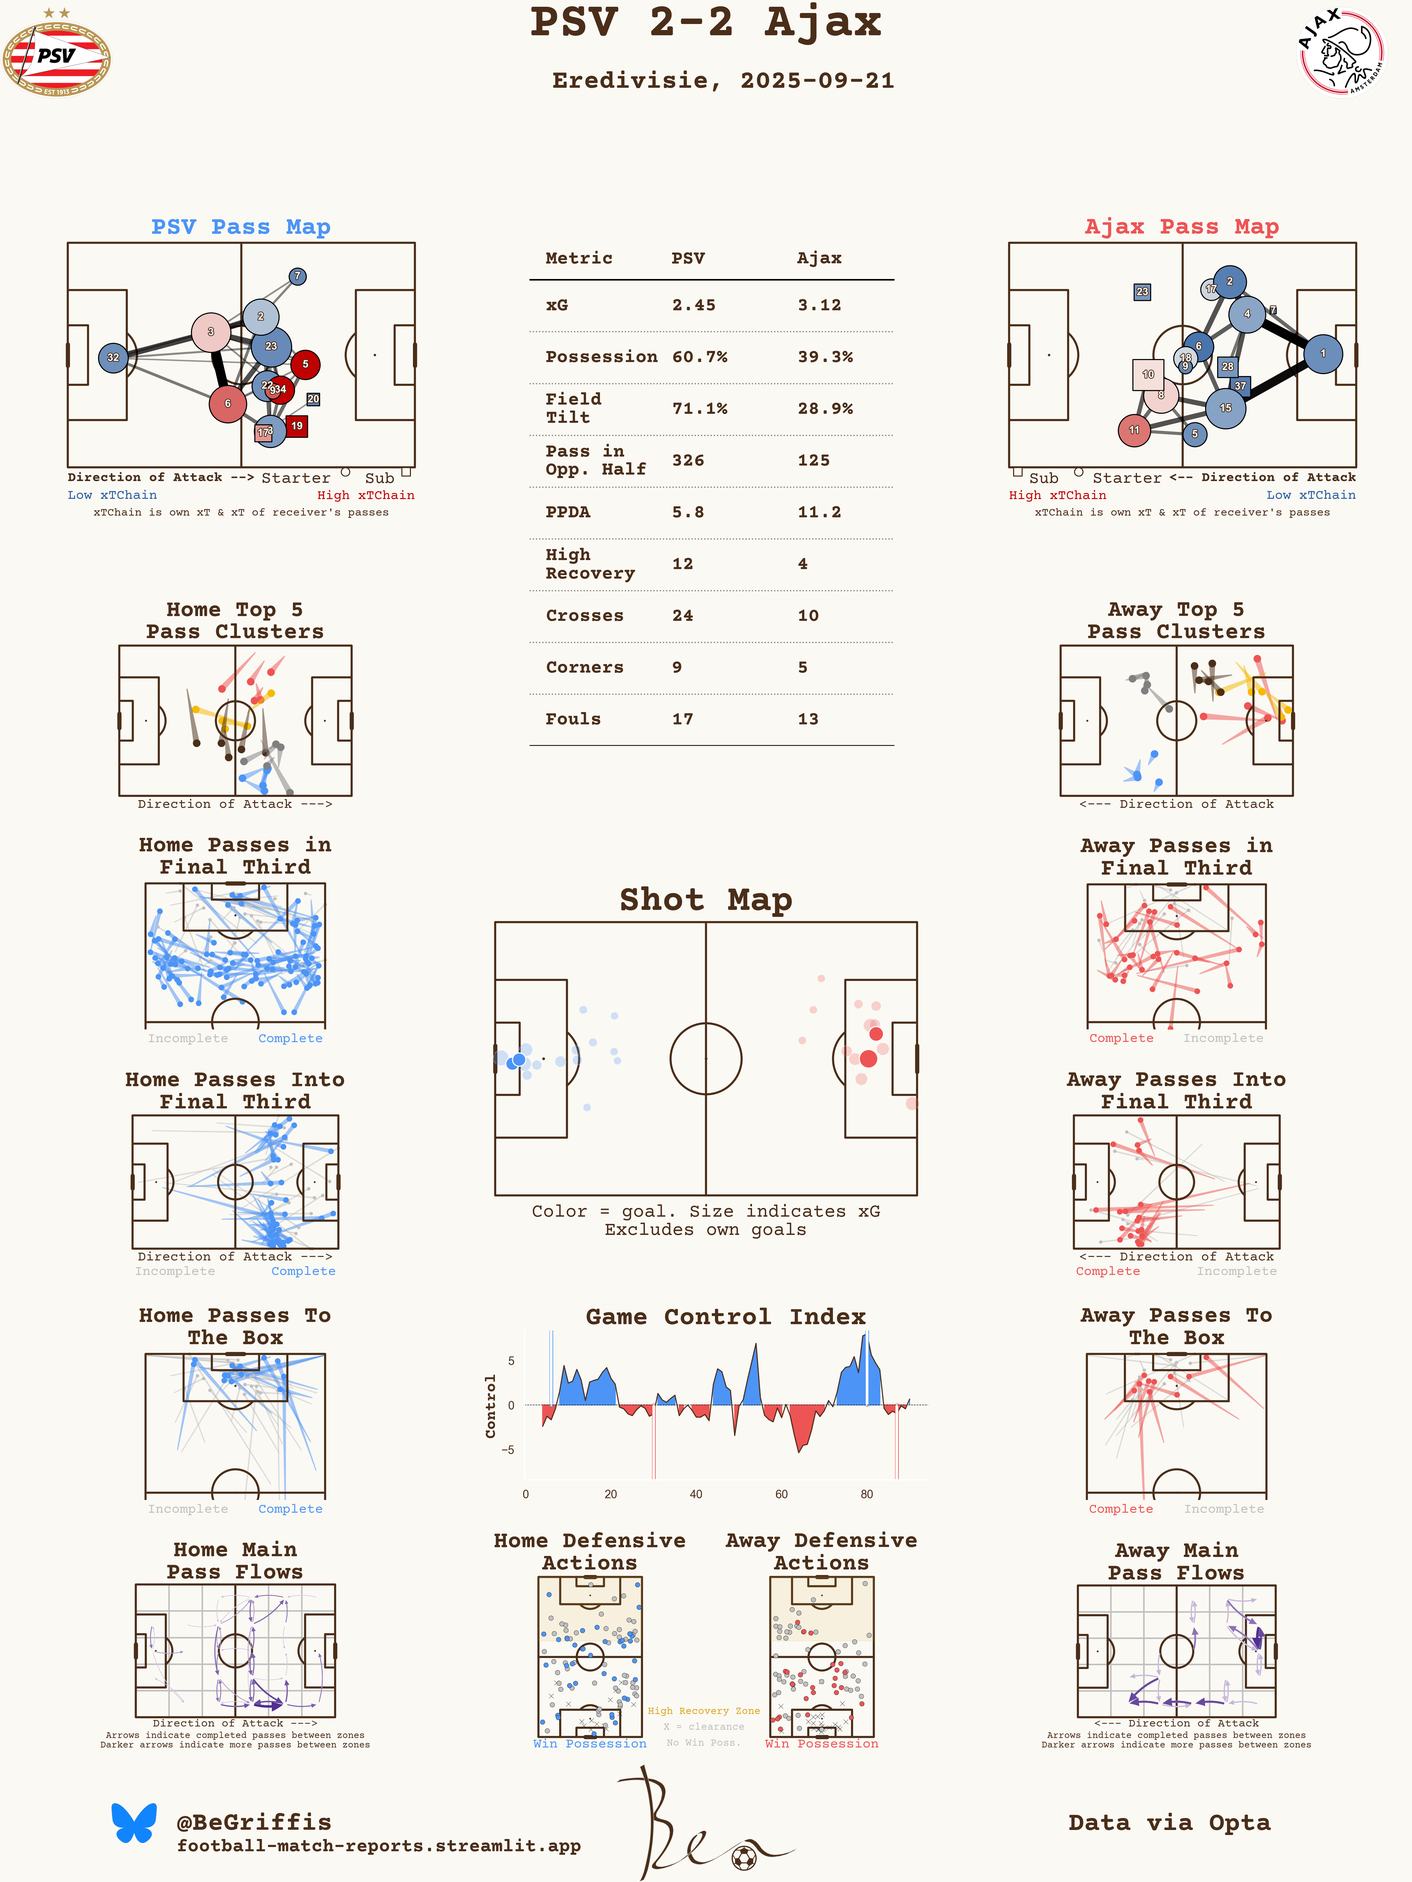 PSV 2-2 Ajax
Eredivisie, 2025-09-21
PSV
EST 1913
AJAX
AMSTERDAM
PSV Pass Map
7
2
3
23
32
5
22
9
34
6
20
19
17
8
Direction of Attack --> Starter Sub
Low xTChain High xTChain
xTChain is own xT & xT of receiver's passes
Metric PSV Ajax
xG 2.45 3.12
Possession 60.7% 39.3%
Field
Tilt 71.1% 28.9%
Pass in
Opp. Half 326 125
PPDA 5.8 11.2
High
Recovery 12 4
Crosses 24 10
Corners 9 5
Fouls 17 13
Ajax Pass Map
2
17
23
7
4
6
18
9
28
1
10
37
8
15
11
5
Sub Starter <-- Direction of Attack
High xTChain Low xTChain
xTChain is own xT & xT of receiver's passes
Home Top 5
Pass Clusters
Direction of Attack --->
Away Top 5
Pass Clusters
<--- Direction of Attack
Home Passes in
Final Third
Incomplete Complete
Away Passes in
Final Third
Complete Incomplete
Shot Map
Color = goal. Size indicates xG
Excludes own goals
Home Passes Into
Final Third
Direction of Attack --->
Incomplete Complete
Away Passes Into
Final Third
<--- Direction of Attack
Complete Incomplete
Home Passes To
The Box
Incomplete Complete
Game Control Index
Control
5
0
−5
0 20 40 60 80
Away Passes To
The Box
Complete Incomplete
Home Main
Pass Flows
Direction of Attack --->
Arrows indicate completed passes between zones
Darker arrows indicate more passes between zones
Home Defensive
Actions
Win Possession
High Recovery Zone
X = clearance
No Win Poss.
Away Defensive
Actions
Win Possession
Away Main
Pass Flows
<--- Direction of Attack
Arrows indicate completed passes between zones
Darker arrows indicate more passes between zones
@BeGriffis
football-match-reports.streamlit.app
Ben
Data via Opta